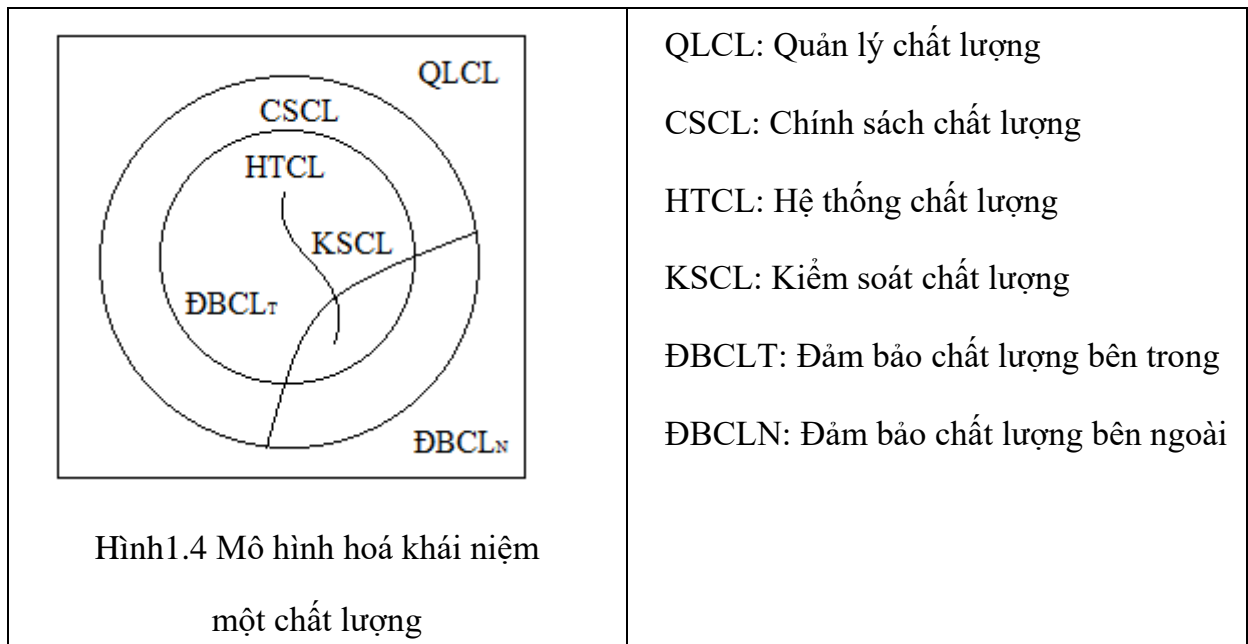 QLCL
CSCL
HTCL
KSCL
ĐBCLT
ĐBCLN
Hình1.4 Mô hình hoá khái niệm
một chất lượng
QLCL: Quản lý chất lượng
CSCL: Chính sách chất lượng
HTCL: Hệ thống chất lượng
KSCL: Kiểm soát chất lượng
ĐBCLT: Đảm bảo chất lượng bên trong
ĐBCLN: Đảm bảo chất lượng bên ngoài